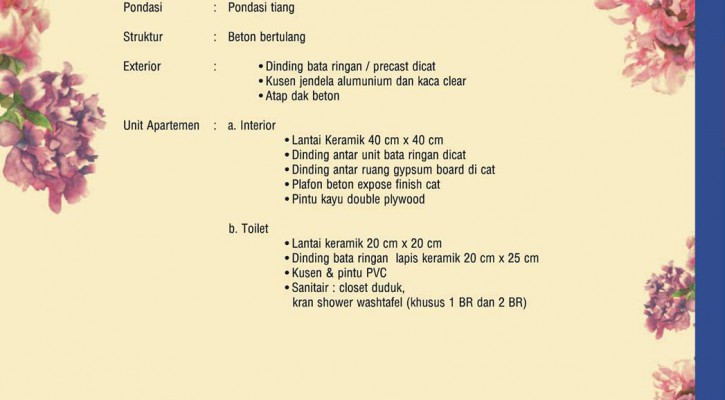 Pondasi : Pondasi tiang
Struktur : Beton bertulang
Exterior : • Dinding bata ringan / precast dicat
• Kusen jendela alumunium dan kaca clear
• Atap dak beton
Unit Apartemen : a. Interior
• Lantai Keramik 40 cm x 40 cm
• Dinding antar unit bata ringan dicat
• Dinding antar ruang gypsum board di cat
• Plafon beton expose finish cat
• Pintu kayu double plywood
b. Toilet
• Lantai keramik 20 cm x 20 cm
• Dinding bata ringan lapis keramik 20 cm x 25 cm
• Kusen & pintu PVC
• Sanitair : closet duduk,
kran shower washtafel (khusus 1 BR dan 2 BR)